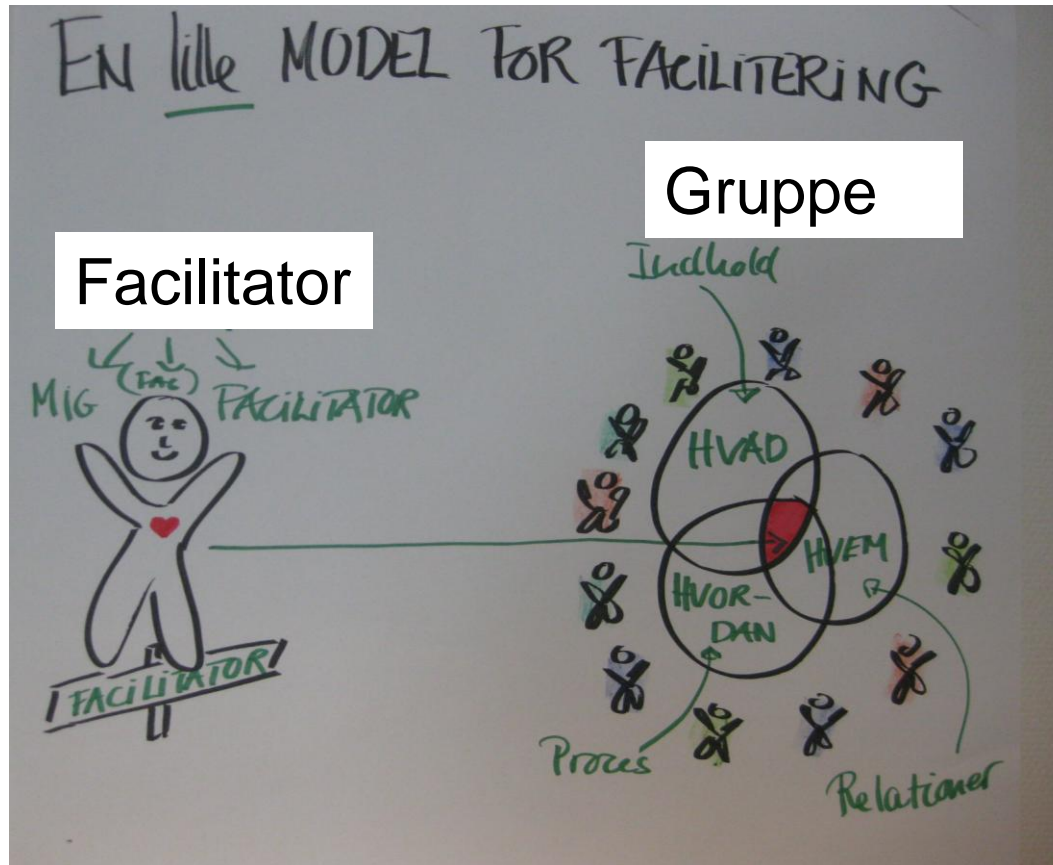 EN lille MODEL FOR FACILITERING
Gruppe
Facilitator
Indhold
MIG (FAC) FACILITATOR
HVAD
HVEM
HVOR-
DAN
FACILITATOR
Proces
Relationer